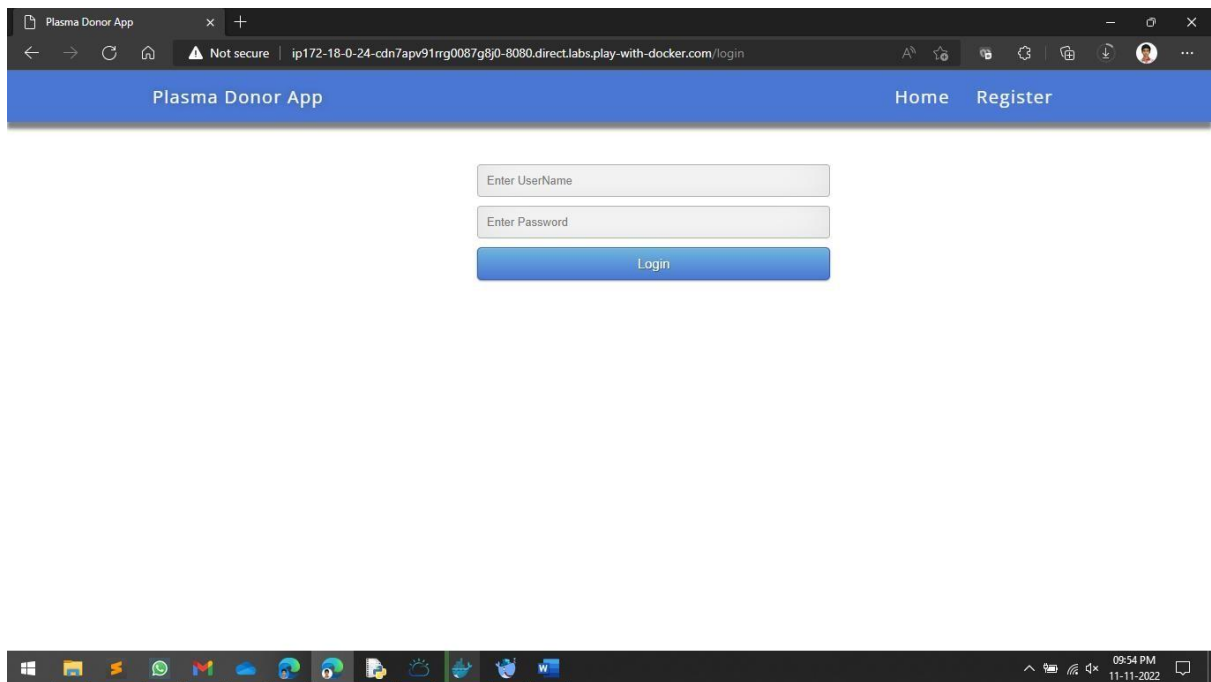 Plasma Donor App
Not secure | ip172-18-0-24-cdn7apv91rrg0087g8j0-8080.direct.labs.play-with-docker.com/login
Plasma Donor App Home Register
Enter UserName
Enter Password
Login
09:54 PM
11-11-2022